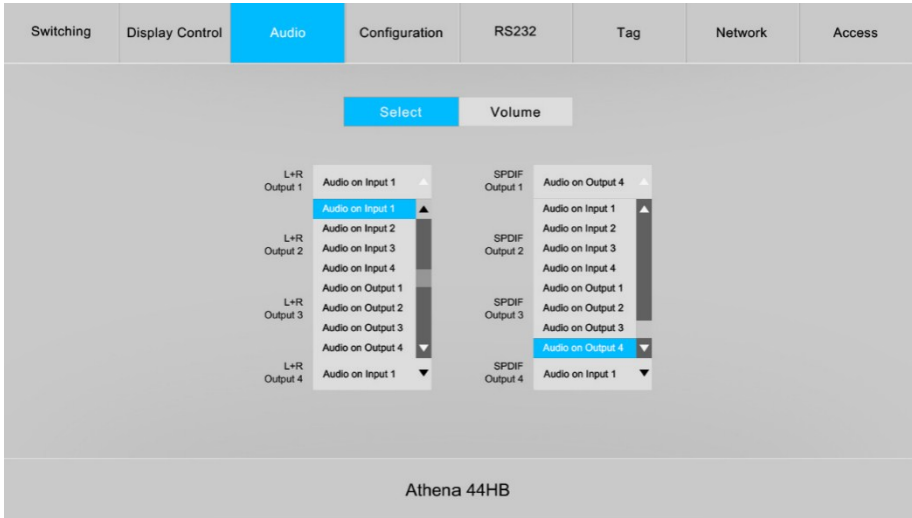 Switching
Display Control
Audio
Configuration
RS232
Tag
Network
Access
Select
Volume
L+R
Output 1
Audio on Input 1
Audio on Input 1
Audio on Input 2
L+R
Output 2
Audio on Input 3
Audio on Input 4
Audio on Output 1
L+R
Output 3
Audio on Output 2
Audio on Output 3
Audio on Output 4
L+R
Output 4
Audio on Input 1
SPDIF
Output 1
Audio on Output 4
Audio on Input 1
Audio on Input 2
SPDIF
Output 2
Audio on Input 3
Audio on Input 4
Audio on Output 1
SPDIF
Output 3
Audio on Output 2
Audio on Output 3
Audio on Output 4
SPDIF
Output 4
Audio on Input 1
Athena 44HB